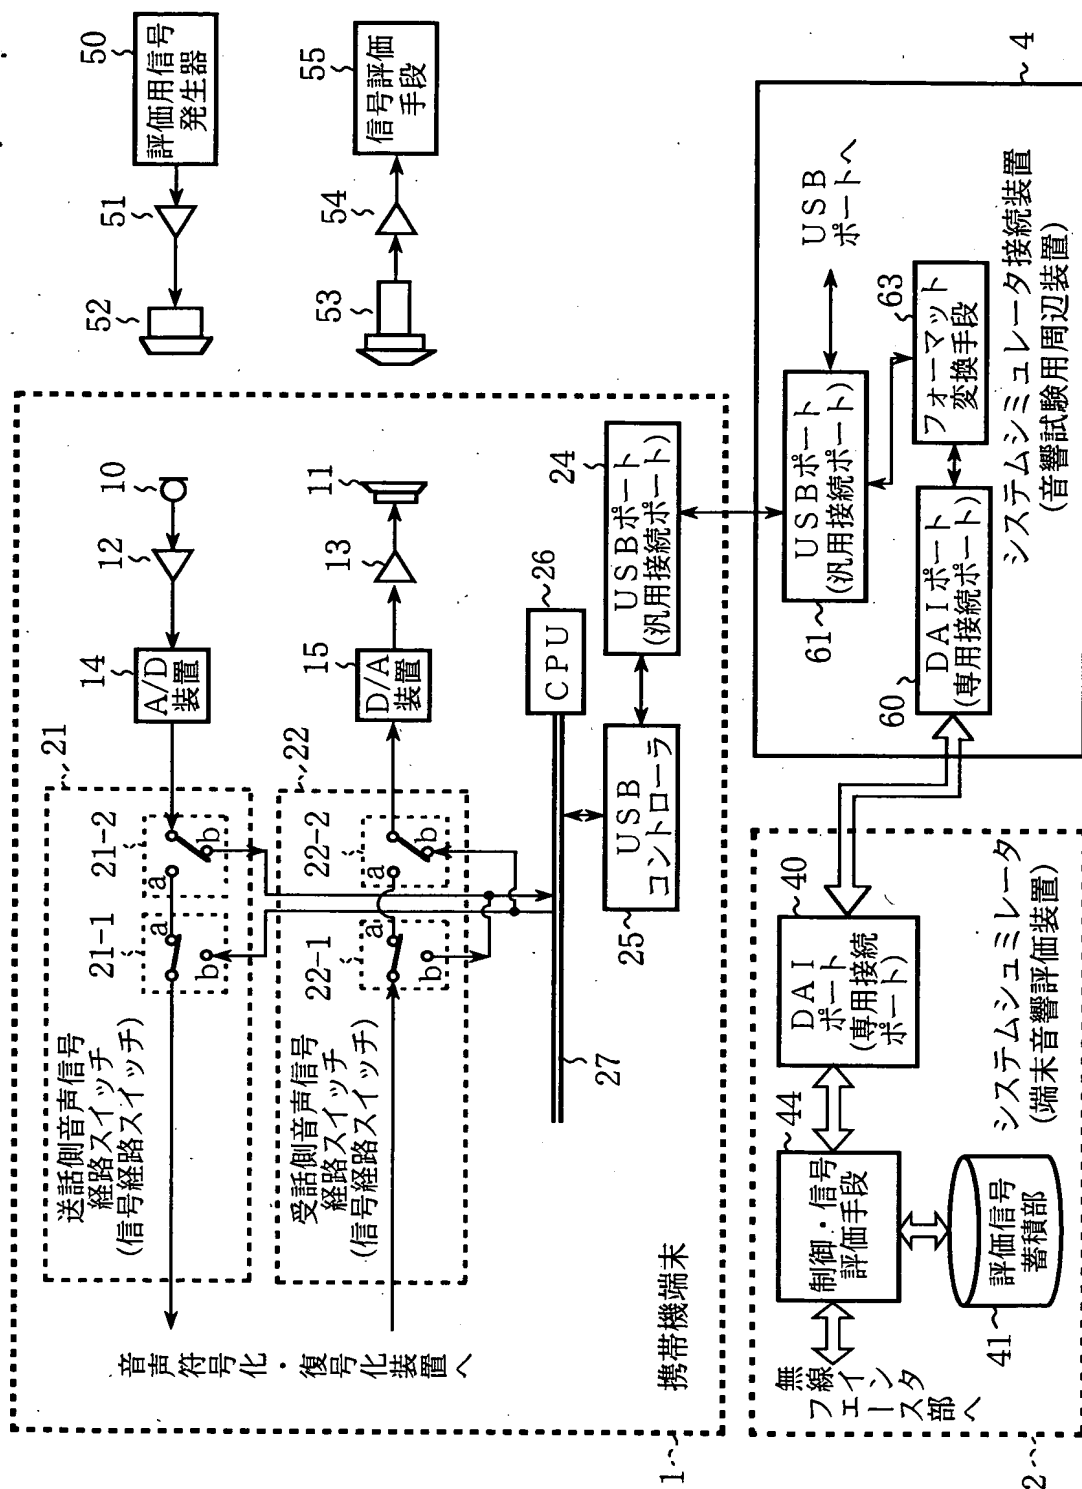 50
評価用信号
発生器
51
52
55
信号評価
手段
54
53
10
12
14
A/D
装置
21
21-2
21-1
a
b
a
b
送話側音声信号
経路スイッチ
(信号経路スイッチ)
11
13
15
D/A
装置
22
22-2
22-1
a
b
a
b
受話側音声信号
経路スイッチ
(信号経路スイッチ)
音声符号化・復号化装置へ
26
CPU
27
24
USBポート
(汎用接続ポート)
25
USB
コントローラ
携帯機端末
1
4
USB
ポートへ
61
USBポート
(汎用接続ポート)
63
フォーマット
変換手段
60
DAIポート
(専用接続ポート)
システムシミュレータ接続装置
(音響試験用周辺装置)
40
DAI
ポート
(専用接続
ポート)
44
制御・信号
評価手段
無線
インタ
フェース
部へ
41
評価信号
蓄積部
システムシュミレータ
(端末音響評価装置)
2